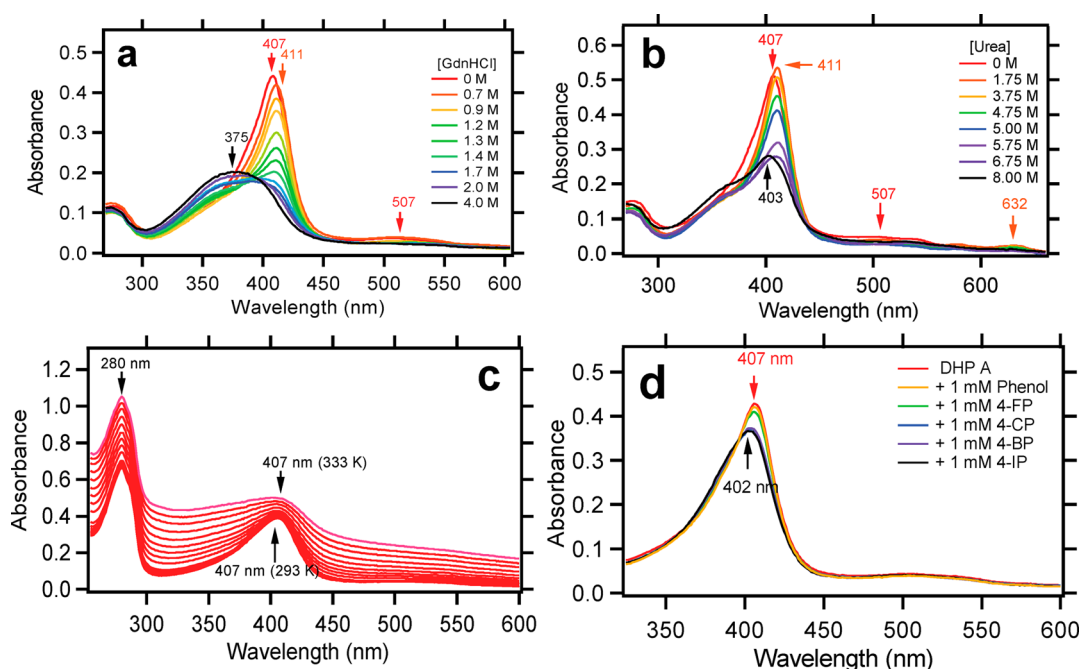 a
407
411
375
507
[GdnHCl]
0 M
0.7 M
0.9 M
1.2 M
1.3 M
1.4 M
1.7 M
2.0 M
4.0 M
Absorbance
0.5
0.4
0.3
0.2
0.1
0.0
300 350 400 450 500 550 600
Wavelength (nm)
b
407
411
403
507
632
[Urea]
0 M
1.75 M
3.75 M
4.75 M
5.00 M
5.75 M
6.75 M
8.00 M
Absorbance
0.6
0.5
0.4
0.3
0.2
0.1
0.0
300 400 500 600
Wavelength (nm)
c
280 nm
407 nm (333 K)
407 nm (293 K)
Absorbance
1.2
1.0
0.8
0.6
0.4
0.2
0.0
300 350 400 450 500 550 600
Wavelength (nm)
d
407 nm
402 nm
DHP A
+ 1 mM Phenol
+ 1 mM 4-FP
+ 1 mM 4-CP
+ 1 mM 4-BP
+ 1 mM 4-IP
Absorbance
0.5
0.4
0.3
0.2
0.1
0.0
350 400 450 500 550 600
Wavelength (nm)